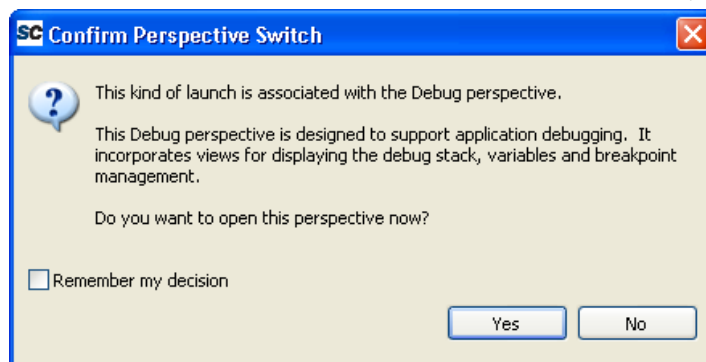 SC Confirm Perspective Switch
This kind of launch is associated with the Debug perspective.
This Debug perspective is designed to support application debugging. It
incorporates views for displaying the debug stack, variables and breakpoint
management.
Do you want to open this perspective now?
Remember my decision
Yes No